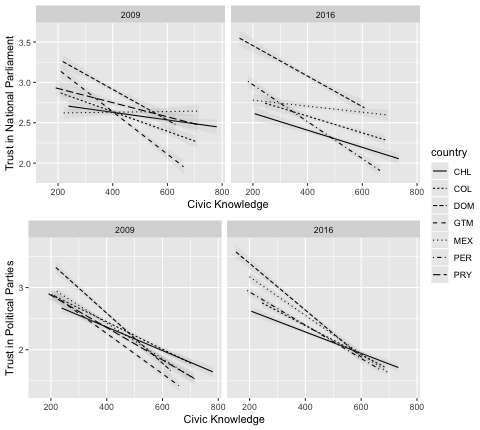 2009 2016
Trust in National Parliament
3.5
3.0
2.5
2.0
200 400 600 800 200 400 600 800
Civic Knowledge
2009 2016
Trust in Political Parties
3
2
200 400 600 800 200 400 600 800
Civic Knowledge
country
CHL
COL
DOM
GTM
MEX
PER
PRY